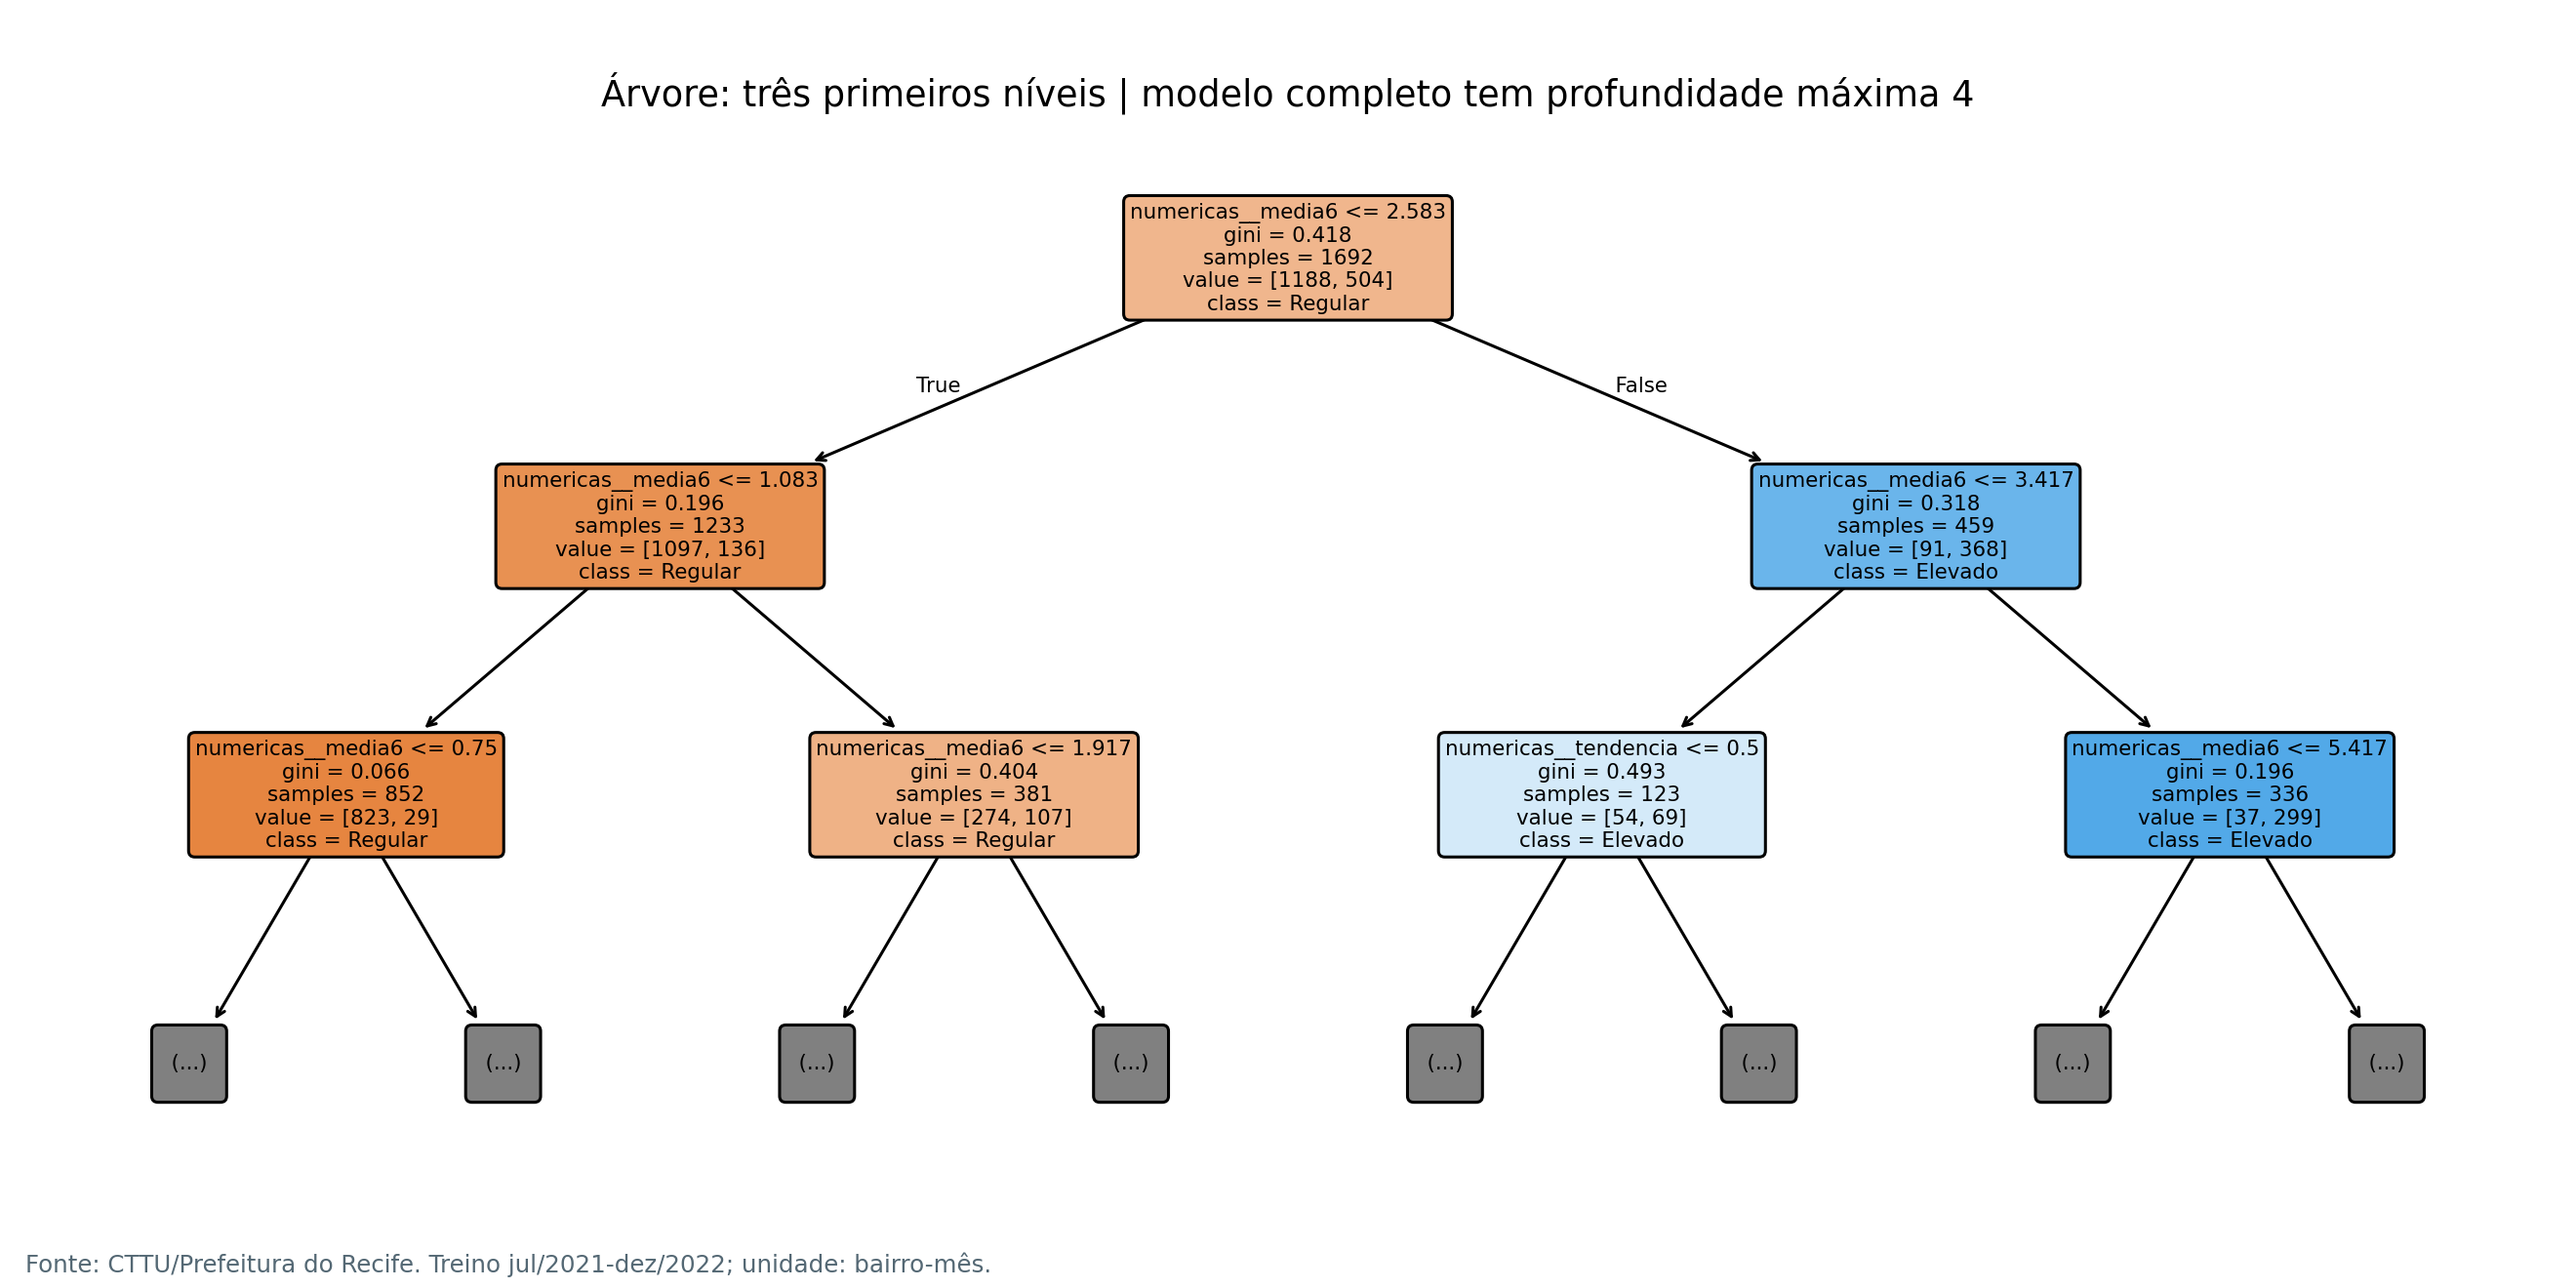 Árvore: três primeiros níveis | modelo completo tem profundidade máxima 4
numericas__media6 <= 2.583
gini = 0.418
samples = 1692
value = [1188, 504]
class = Regular
True
False
numericas__media6 <= 1.083
gini = 0.196
samples = 1233
value = [1097, 136]
class = Regular
numericas__media6 <= 3.417
gini = 0.318
samples = 459
value = [91, 368]
class = Elevado
numericas__media6 <= 0.75
gini = 0.066
samples = 852
value = [823, 29]
class = Regular
numericas__media6 <= 1.917
gini = 0.404
samples = 381
value = [274, 107]
class = Regular
numericas__tendencia <= 0.5
gini = 0.493
samples = 123
value = [54, 69]
class = Elevado
numericas__media6 <= 5.417
gini = 0.196
samples = 336
value = [37, 299]
class = Elevado
(...)
(...)
(...)
(...)
(...)
(...)
(...)
(...)
Fonte: CTTU/Prefeitura do Recife. Treino jul/2021-dez/2022; unidade: bairro-mês.